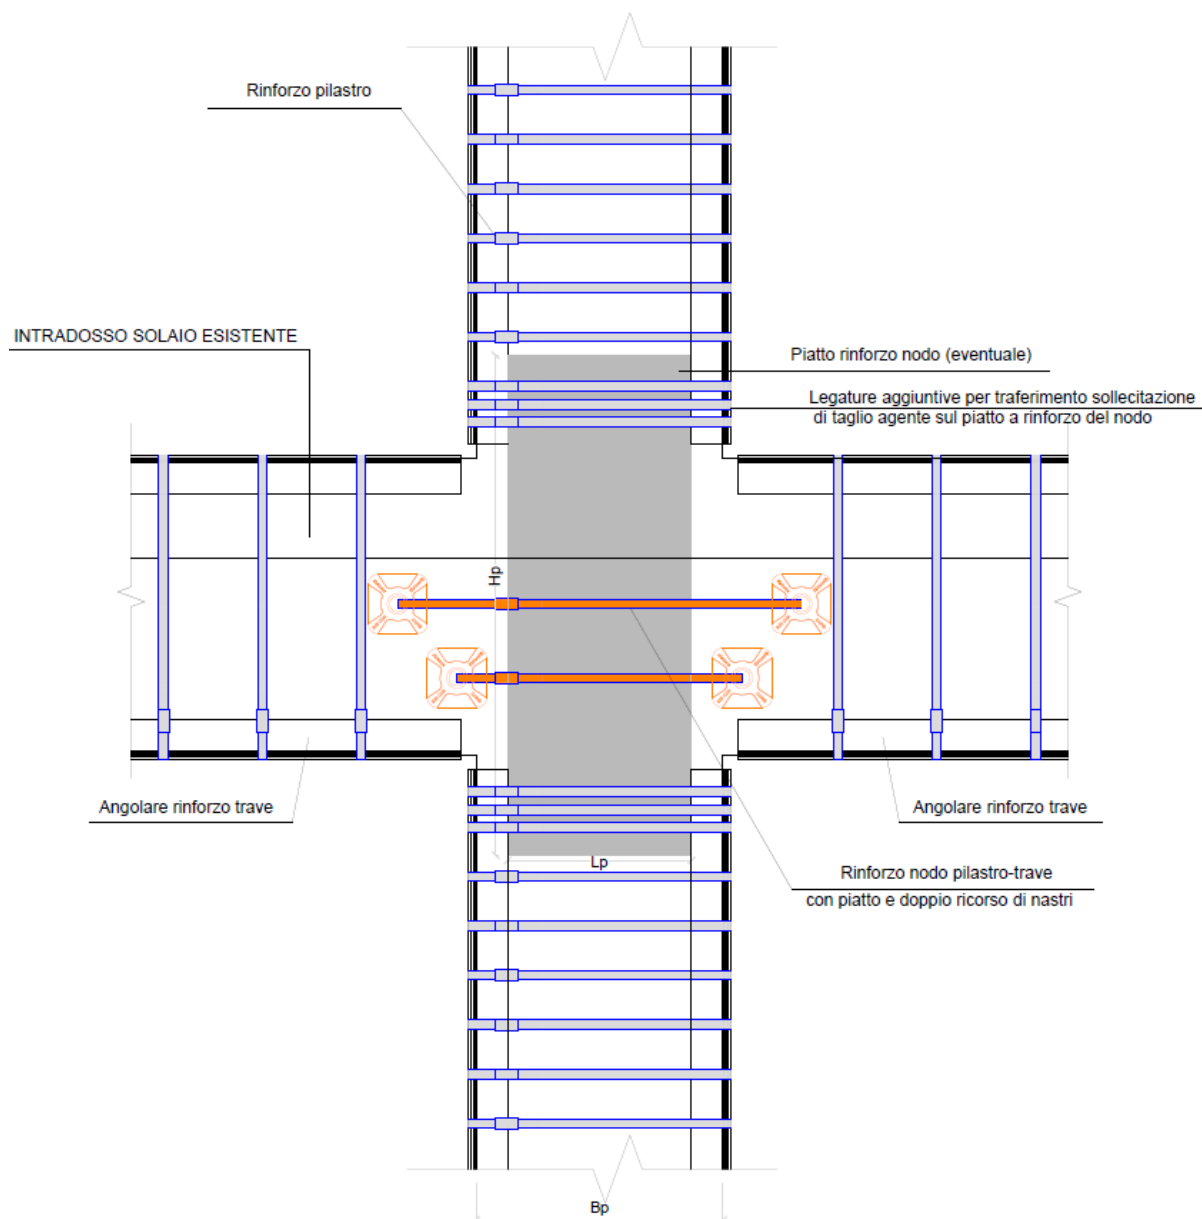 Rinforzo pilastro
INTRADOSSO SOLAIO ESISTENTE
Piatto rinforzo nodo (eventuale)
Legature aggiuntive per traferimento sollecitazione
di taglio agente sul piatto a rinforzo del nodo
Hp
Angolare rinforzo trave
Angolare rinforzo trave
Lp
Rinforzo nodo pilastro-trave
con piatto e doppio ricorso di nastri
Bp